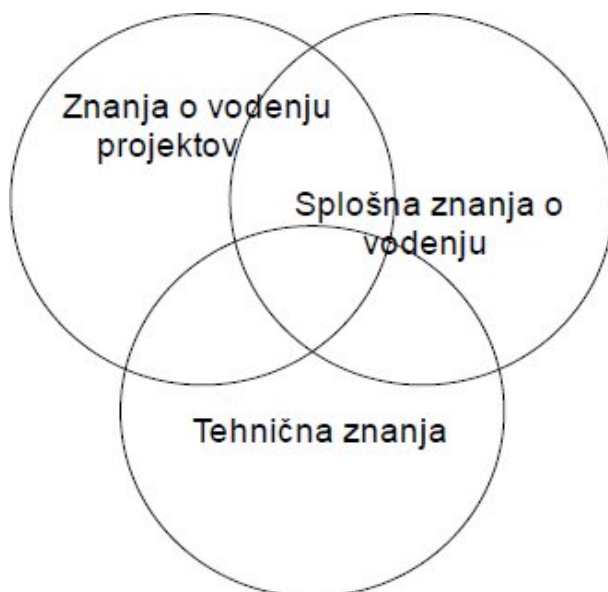 Znanja o vodenju
projektov
Splošna znanja o
vodenju
Tehnična znanja